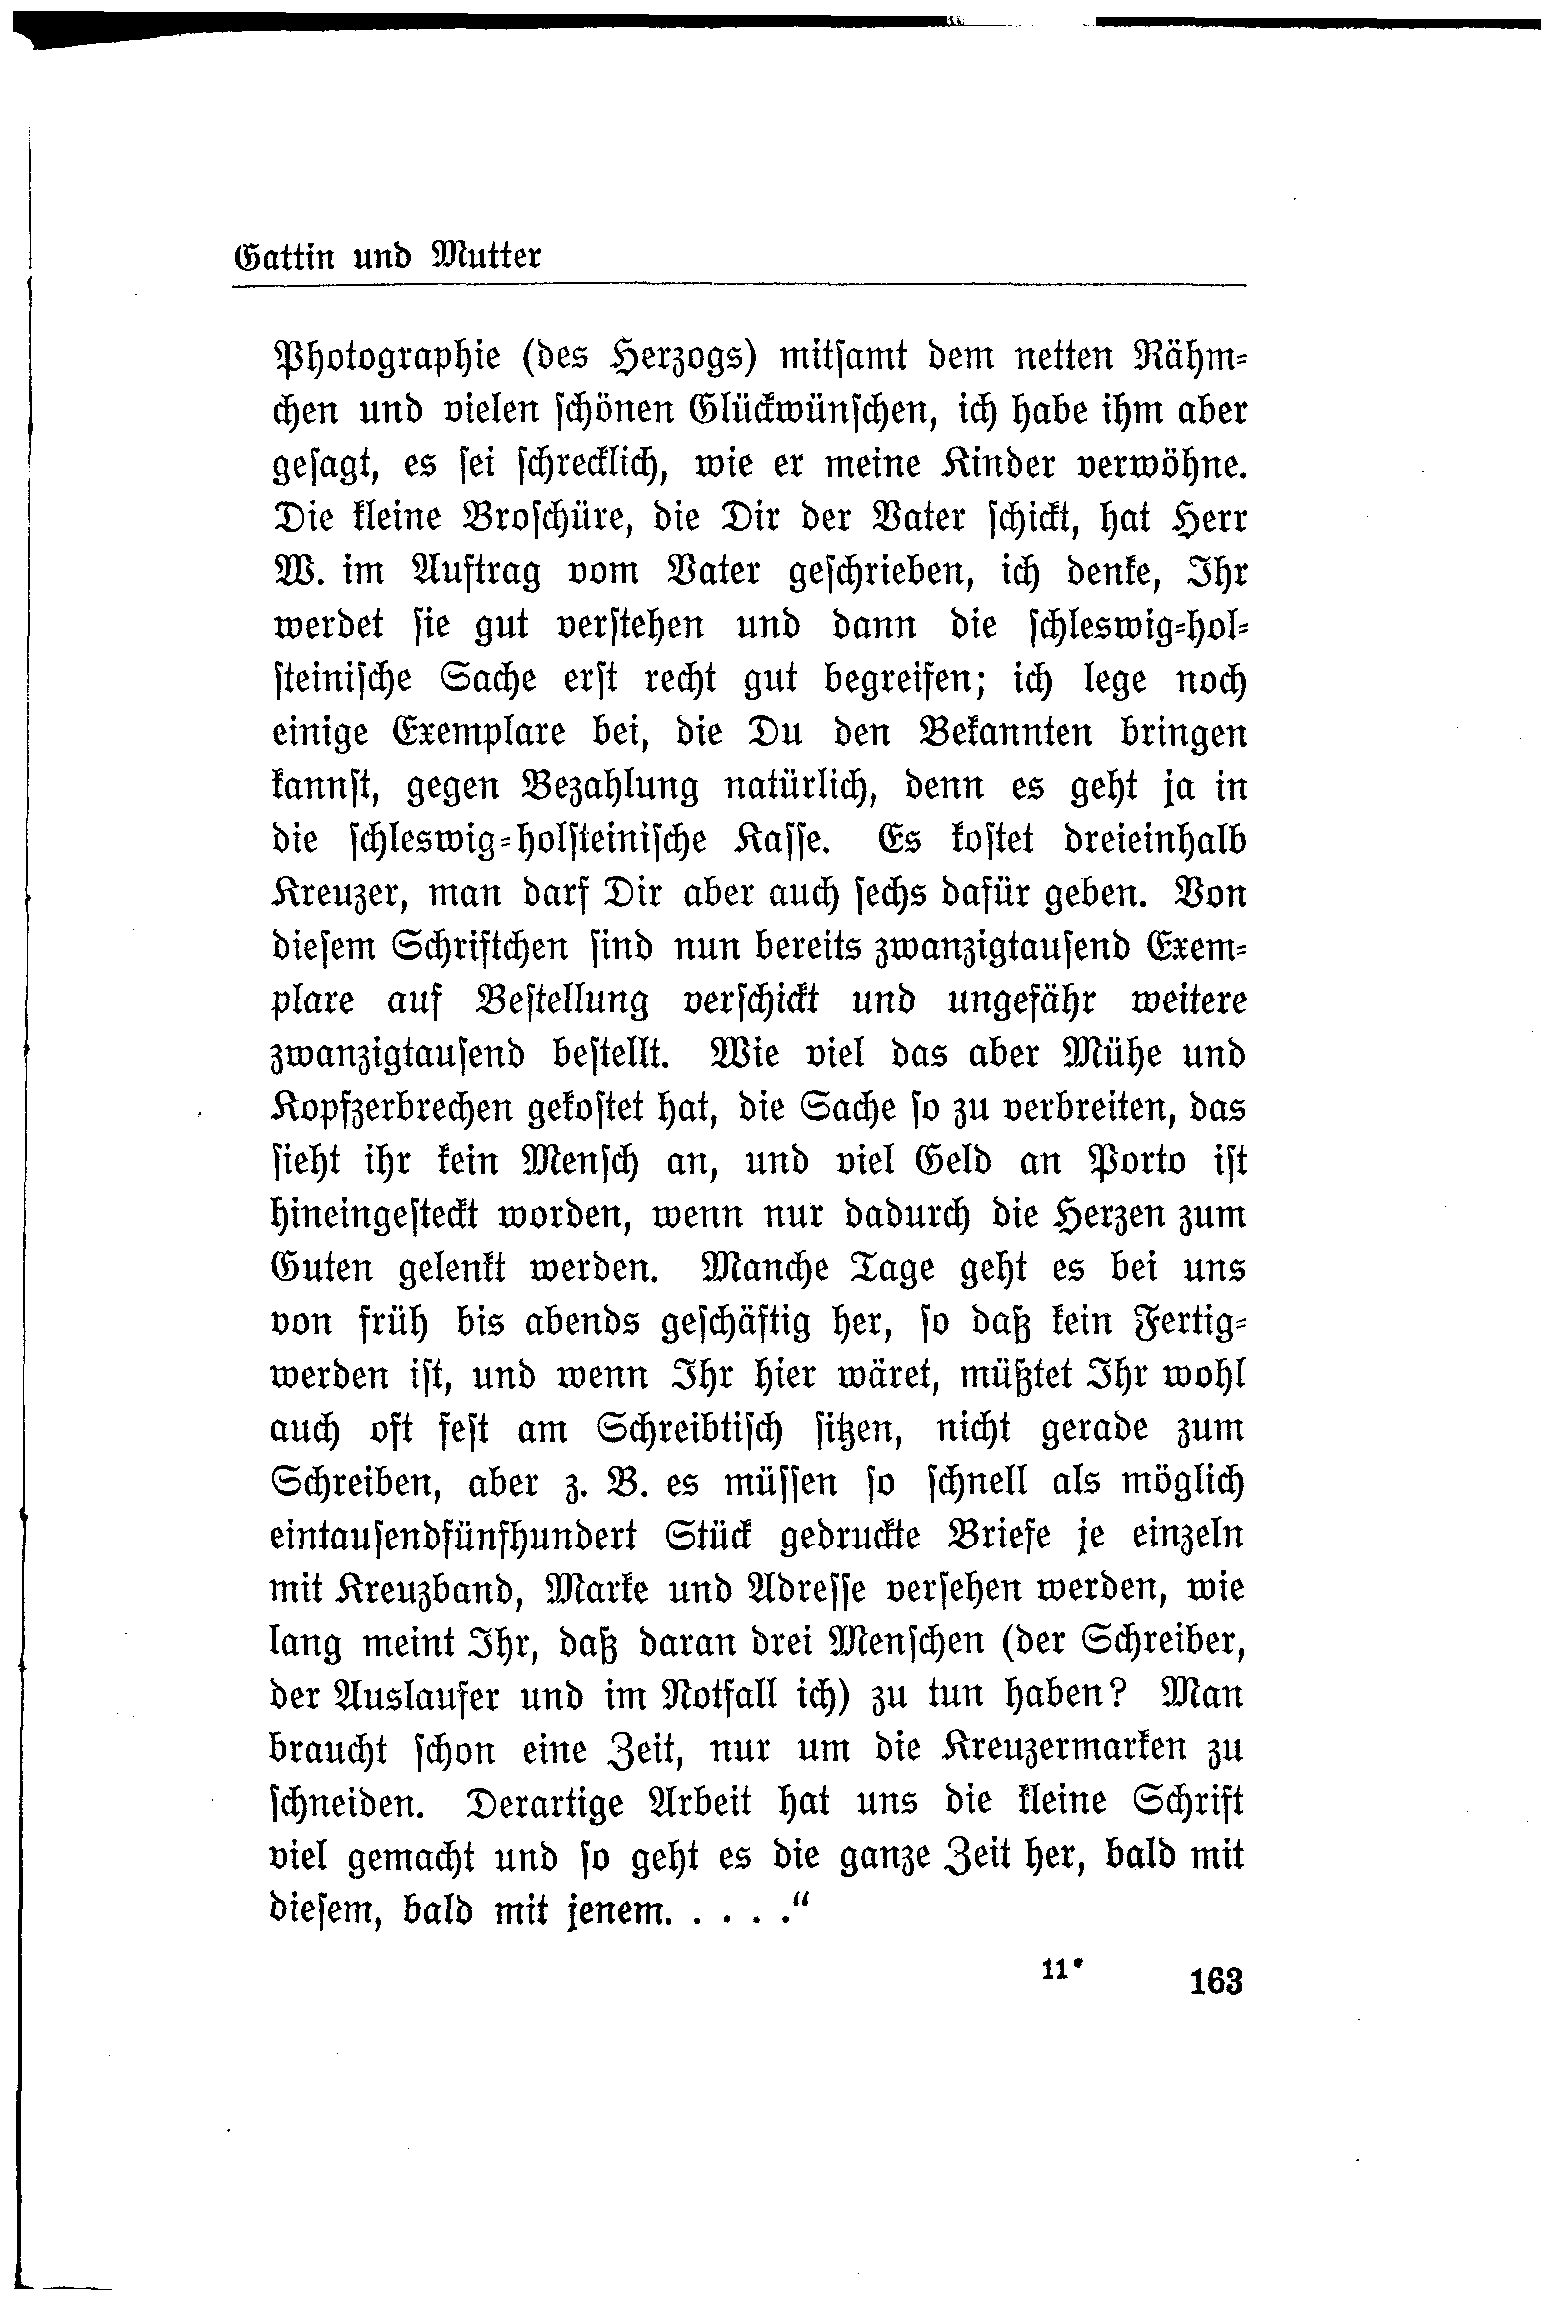 Gattin und Mutter
Photographie (des Herzogs) mitsamt dem netten Rähm-
chen und vielen schönen Glückwünschen, ich habe ihm aber
gesagt, es sei schrecklich, wie er meine Kinder verwöhne.
Die kleine Broschüre, die Dir der Vater schickt, hat Herr
W. im Auftrag vom Vater geschrieben, ich denke, Ihr
werdet sie gut verstehen und dann die schleswig-hol-
steinische Sache erst recht gut begreifen; ich lege noch
einige Exemplare bei, die Du den Bekannten bringen
kannst, gegen Bezahlung natürlich, denn es geht ja in
die schleswig-holsteinische Kasse. Es kostet dreieinhalb
Kreuzer, man darf Dir aber auch sechs dafür geben. Von
diesem Schriftchen sind nun bereits zwanzigtausend Exem-
plare auf Bestellung verschickt und ungefähr weitere
zwanzigtausend bestellt. Wie viel das aber Mühe und
Kopfzerbrechen gekostet hat, die Sache so zu verbreiten, das
sieht ihr kein Mensch an, und viel Geld an Porto ist
hineingesteckt worden, wenn nur dadurch die Herzen zum
Guten gelenkt werden. Manche Tage geht es bei uns
von früh bis abends geschäftig her, so daß kein Fertig-
werden ist, und wenn Ihr hier wäret, müßtet Ihr wohl
auch oft fest am Schreibtisch sitzen, nicht gerade zum
Schreiben, aber z. B. es müssen so schnell als möglich
eintausendfünfhundert Stück gedruckte Briefe je einzeln
mit Kreuzband, Marke und Adresse versehen werden, wie
lang meint Ihr, daß daran drei Menschen (der Schreiber,
der Auslaufer und im Notfall ich) zu tun haben? Man
braucht schon eine Zeit, nur um die Kreuzermarken zu
schneiden. Derartige Arbeit hat uns die kleine Schrift
viel gemacht und so geht es die ganze Zeit her, bald mit
diesem, bald mit jenem. . . . .“
11* 163